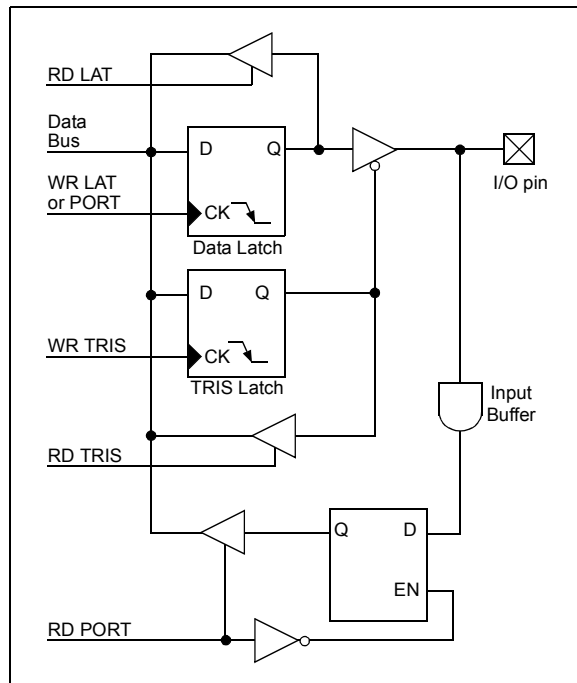 RD LAT
Data
Bus
D
Q
I/O pin
WR LAT
or PORT
CK
Data Latch
D
Q
WR TRIS
CK
TRIS Latch
Input
Buffer
RD TRIS
Q
D
EN
RD PORT